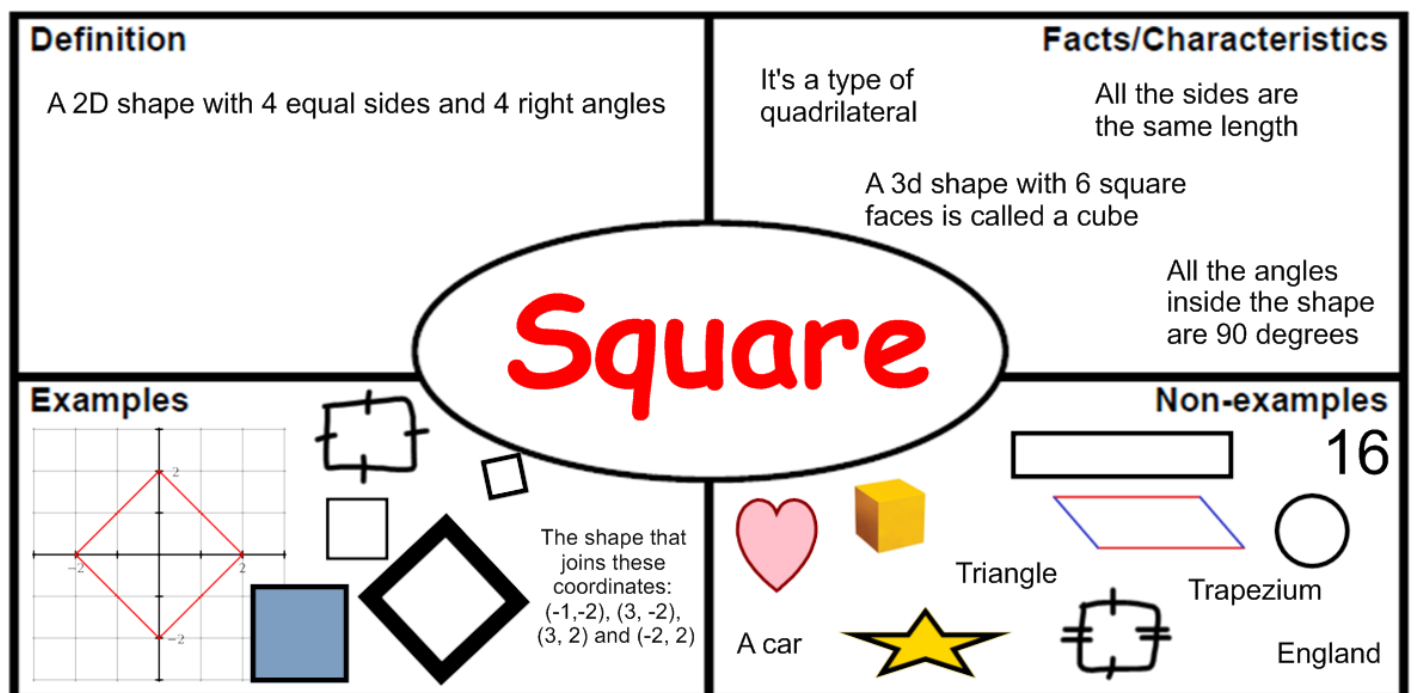 Definition
A 2D shape with 4 equal sides and 4 right angles
Facts/Characteristics
It's a type of
quadrilateral
All the sides are
the same length
A 3d shape with 6 square
faces is called a cube
All the angles
inside the shape
are 90 degrees
Square
Examples
2
-2
2
-2
The shape that
joins these
coordinates:
(-1,-2), (3, -2),
(3, 2) and (-2, 2)
Non-examples
16
Triangle
Trapezium
A car
England